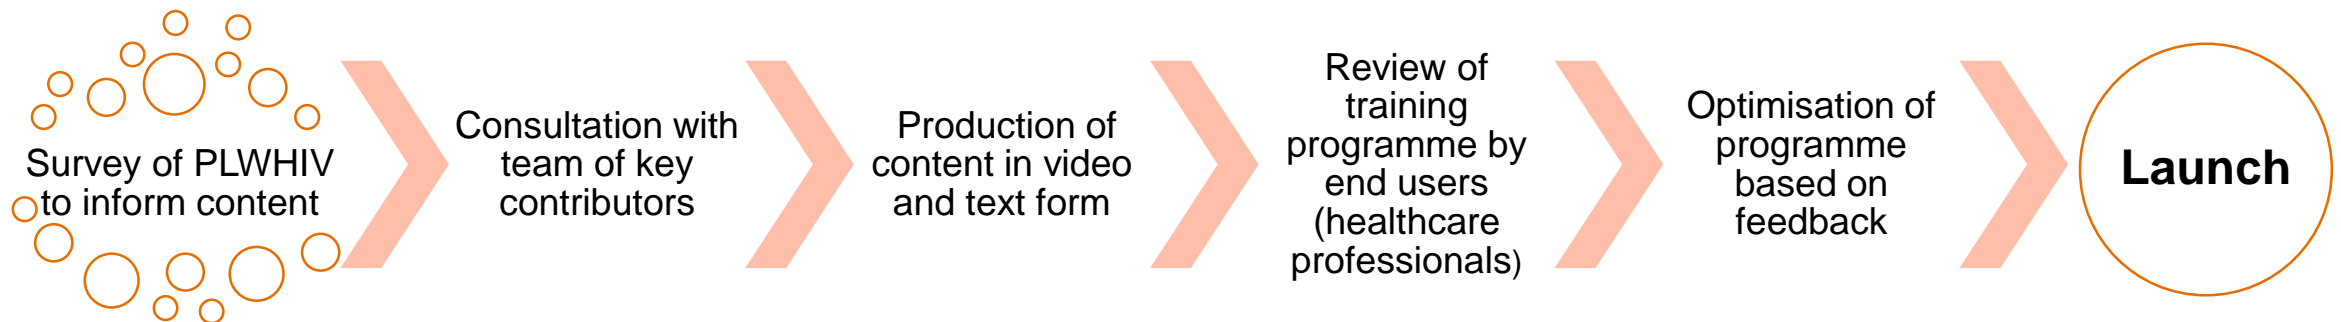 Survey of PLWHIV
to inform content
Consultation with
team of key
contributors
Production of
content in video
and text form
Review of
training
programme by
end users
(healthcare
professionals)
Optimisation of
programme
based on
feedback
Launch